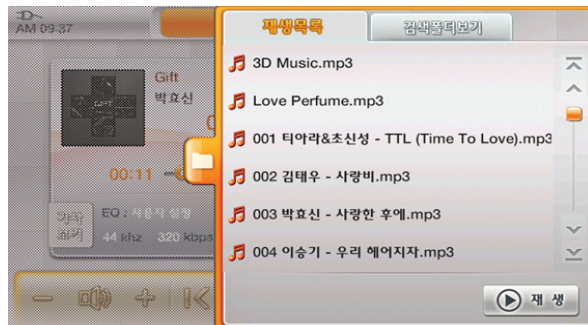 AM 09:37
재생목록
검색폴더보기
3D Music.mp3
Love Perfume.mp3
001 티아라&초신성 - TTL (Time To Love).mp3
002 김태우 - 사랑비.mp3
003 박효신 - 사랑한 후에.mp3
004 이승기 - 우리 헤어지자.mp3
재 생
Gift
박효신
GIFT
00:11
EQ : 사용자 설정
44 khz 320 kbps